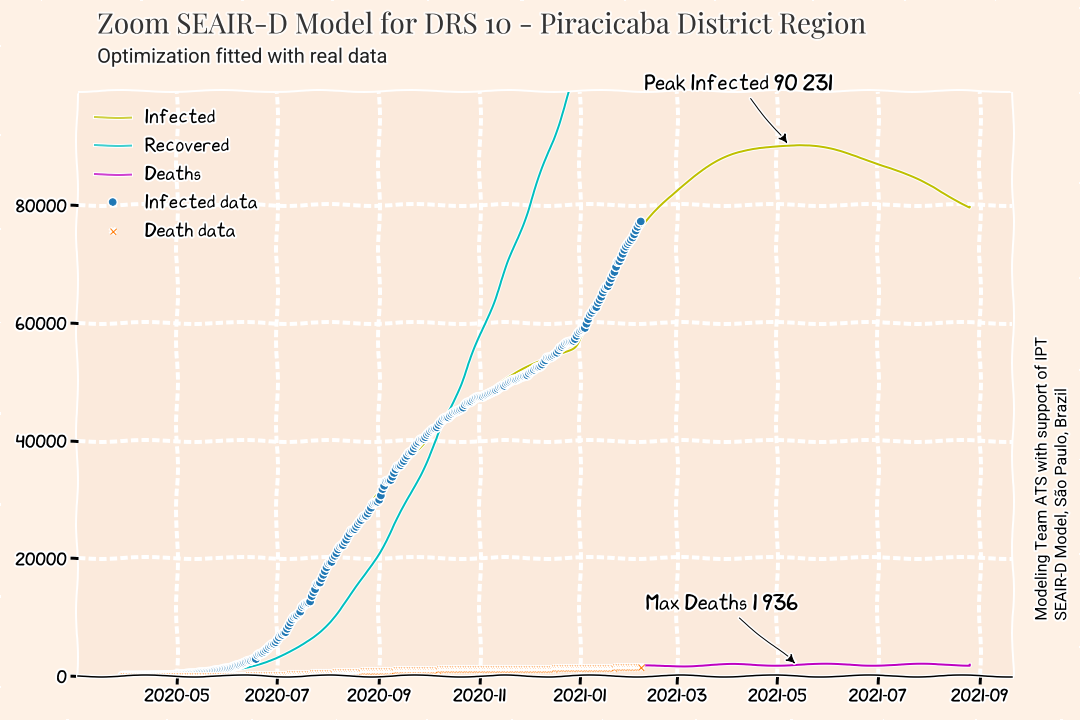 Zoom SEAIR-D Model for DRS 10 - Piracicaba District Region
Optimization fitted with real data
Peak Infected 90 231
Infected
Recovered
Deaths
Infected data
Death data
80000
60000
40000
20000
0
Max Deaths 1 936
2020-05
2020-07
2020-09
2020-11
2021-01
2021-03
2021-05
2021-07
2021-09
Modeling Team ATS with support of IPT
SEAIR-D Model, São Paulo, Brazil